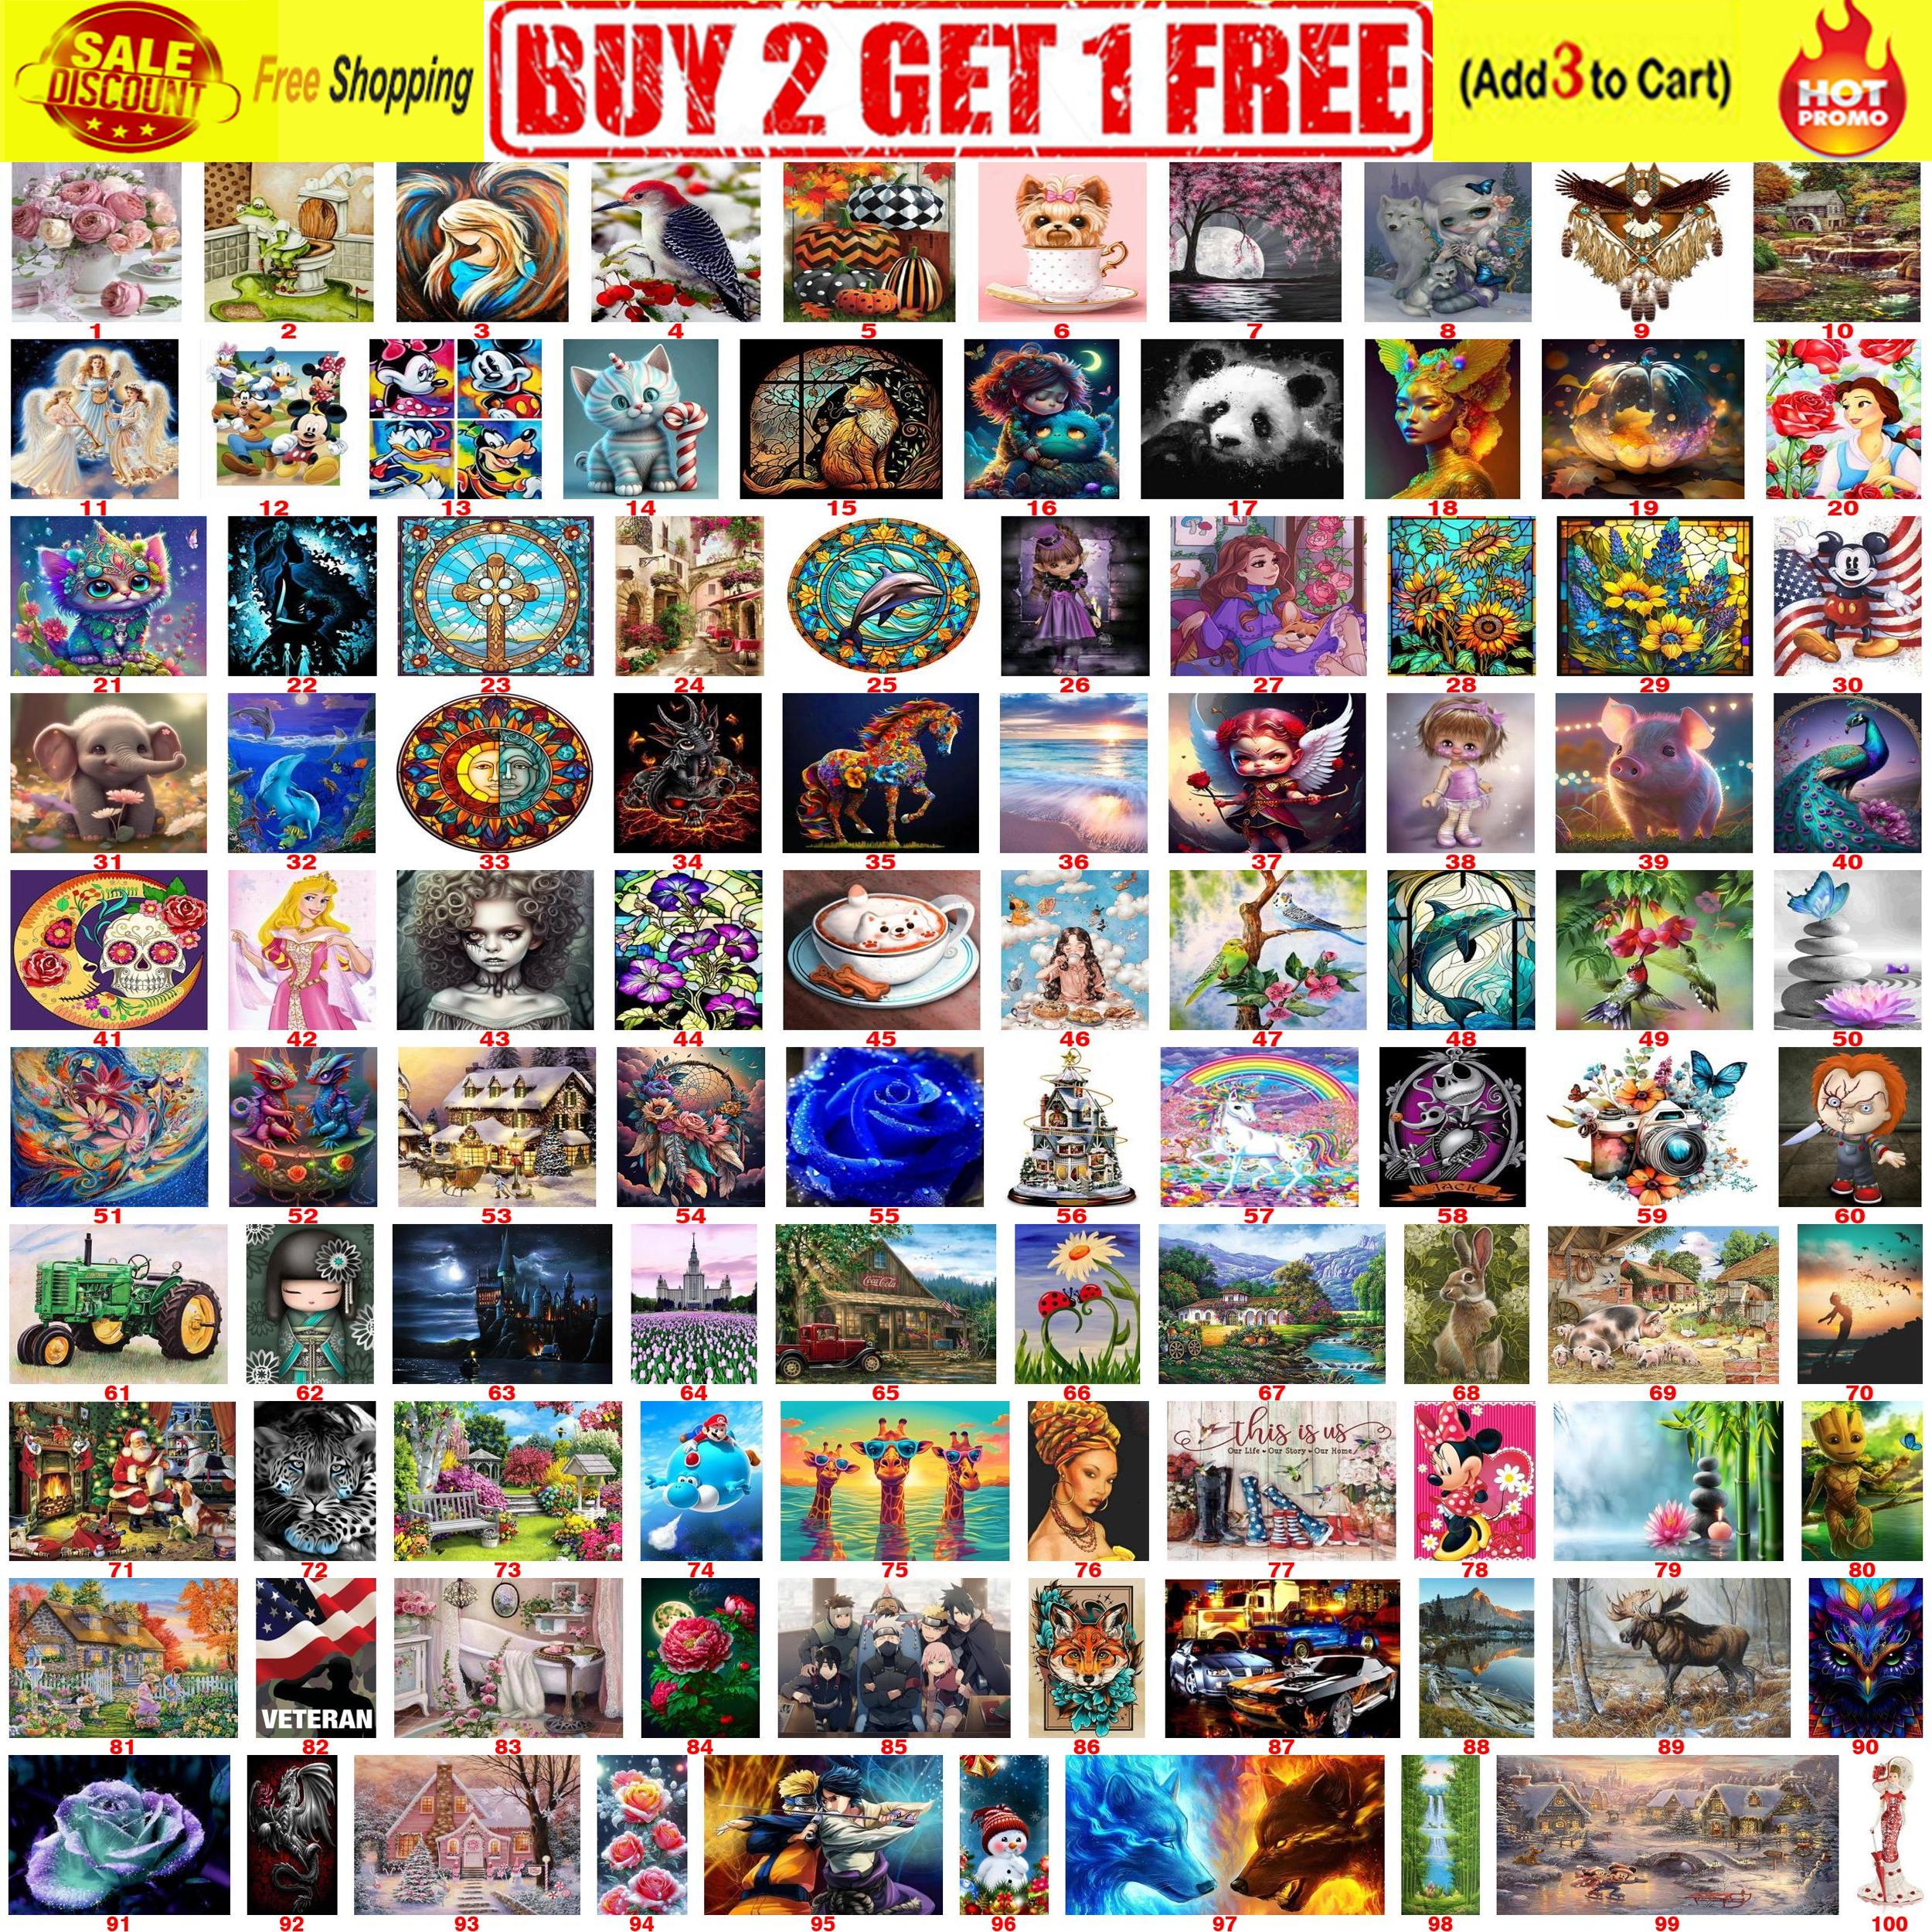 SALE
DISCOUNT
Free Shopping
BUY 2 GET 1 FREE
(Add 3 to Cart)
HOT
PROMO
1 2 3 4 5 6 7 8 9 10
11 12 13 14 15 16 17 18 19 20
21 22 23 24 25 26 27 28 29 30
31 32 33 34 35 36 37 38 39 40
41 42 43 44 45 46 47 48 49 50
JACK
51 52 53 54 55 56 57 58 59 60
Coca-Cola
61 62 63 64 65 66 67 68 69 70
this is us
Our Life • Our Story • Our Home
71 72 73 74 75 76 77 78 79 80
VETERAN
81 82 83 84 85 86 87 88 89 90
91 92 93 94 95 96 97 98 99 100